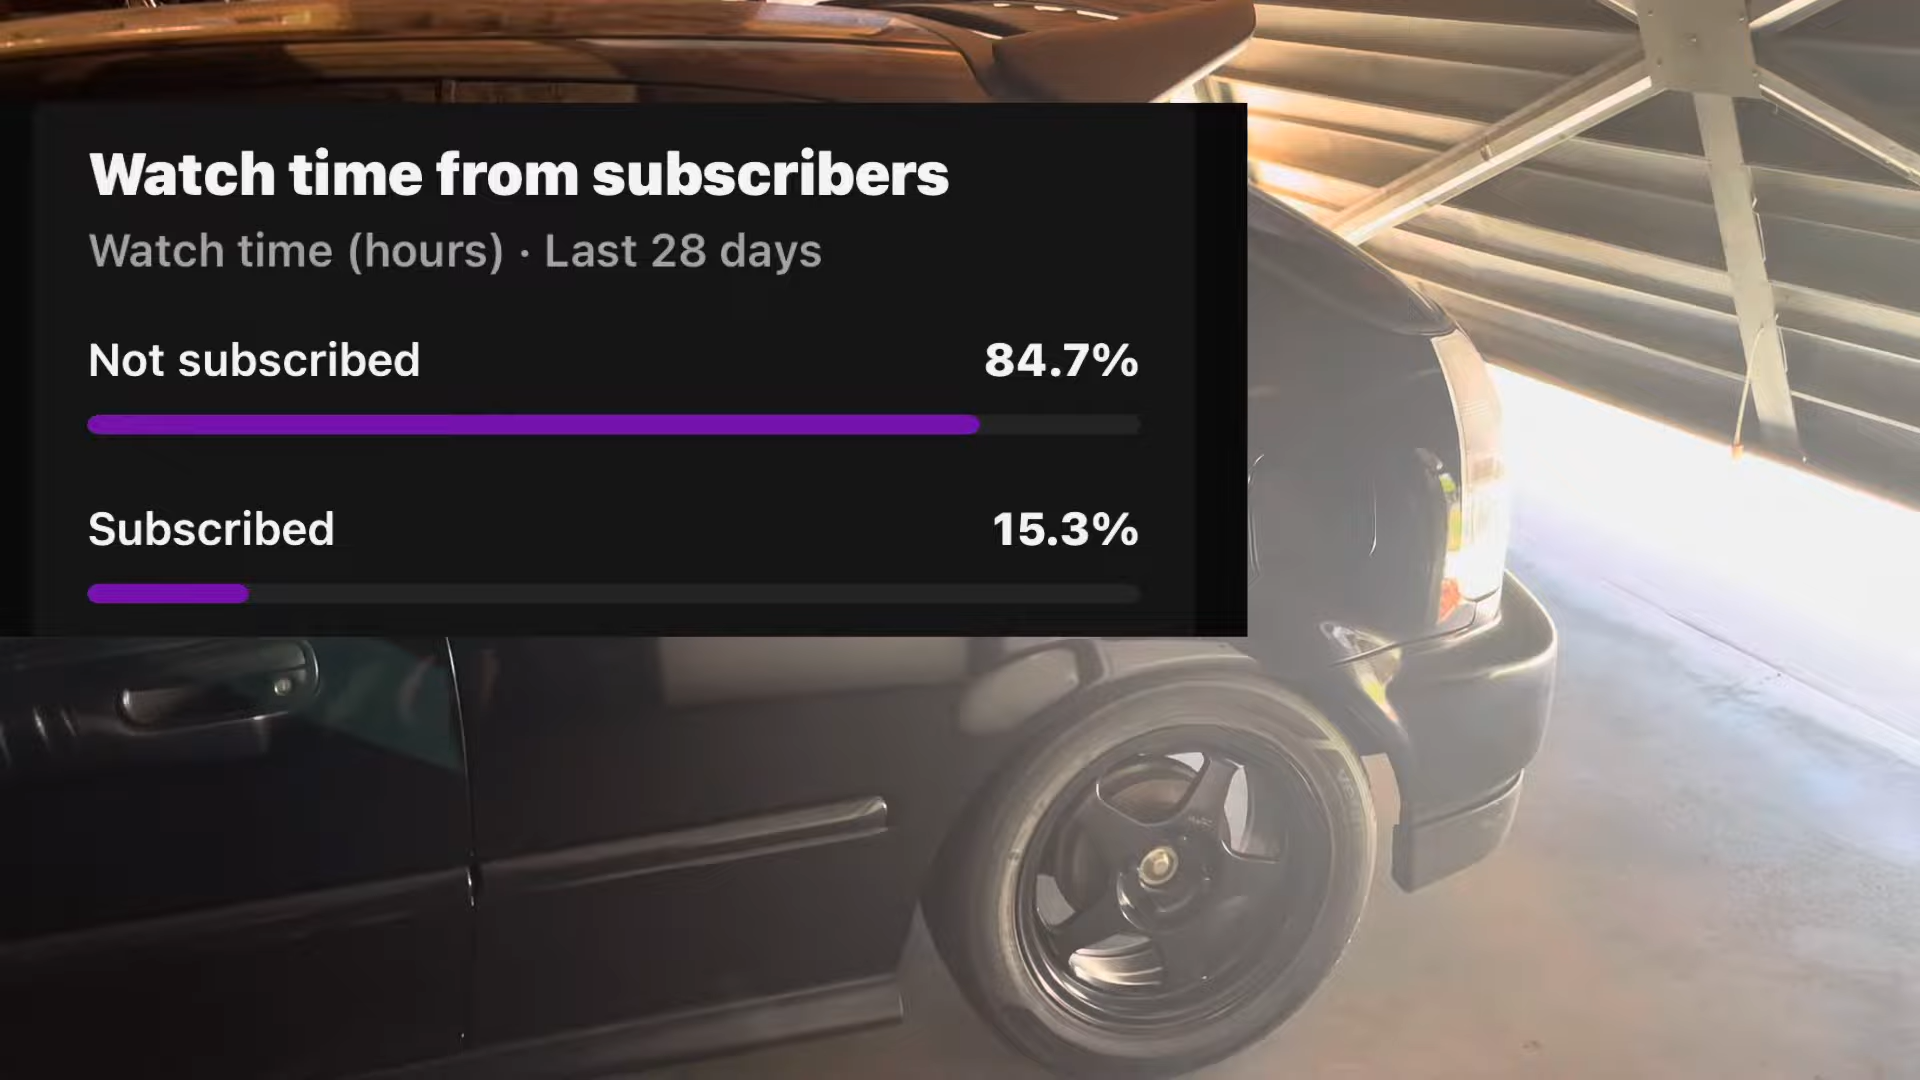 Watch time from subscribers
Watch time (hours) · Last 28 days
Not subscribed 84.7%
Subscribed 15.3%